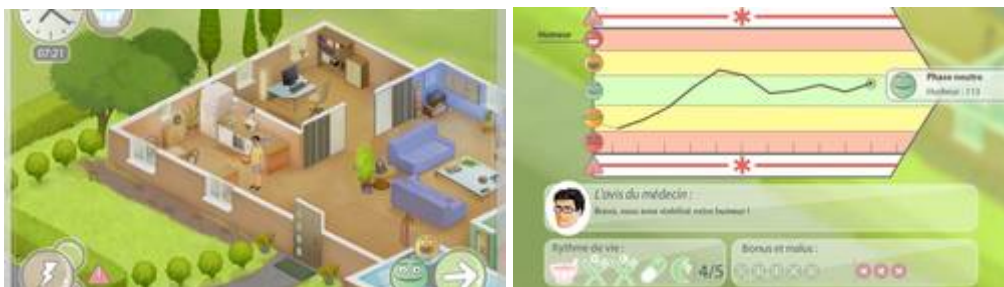 07:21
Humeur
Phase neutre
Humeur : 113
L'avis du médecin :
Bravo, vous avez stabilisé votre humeur !
Rythme de vie :
4/5
Bonus et malus :